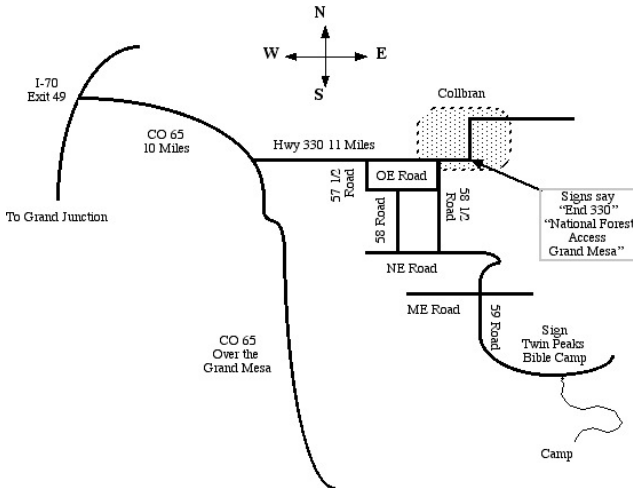 N
W
E
S
I-70
Exit 49
Collbran
CO 65
10 Miles
Hwy 330 11 Miles
57 1/2
Road
OE Road
58 Road
58 1/2
Road
To Grand Junction
Signs say
“End 330”
“National Forest
Access
Grand Mesa”
NE Road
ME Road
59 Road
CO 65
Over the
Grand Mesa
Sign
Twin Peaks
Bible Camp
Camp